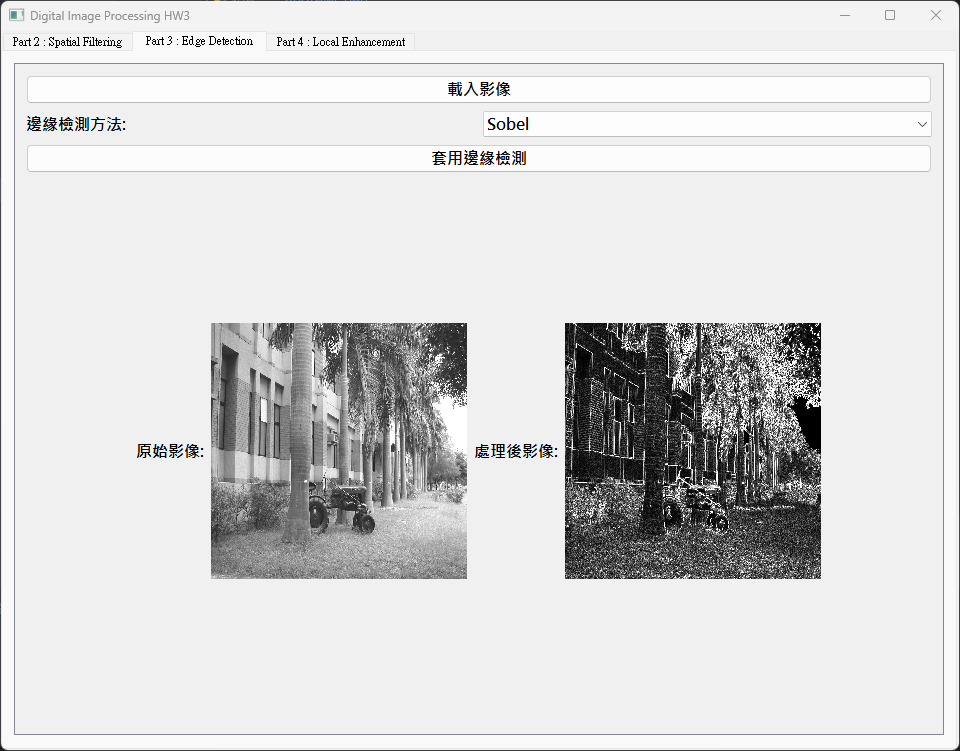 Digital Image Processing HW3
Part 2 : Spatial Filtering
Part 3 : Edge Detection
Part 4 : Local Enhancement
載入影像
邊緣檢測方法:
Sobel
套用邊緣檢測
原始影像:
處理後影像: